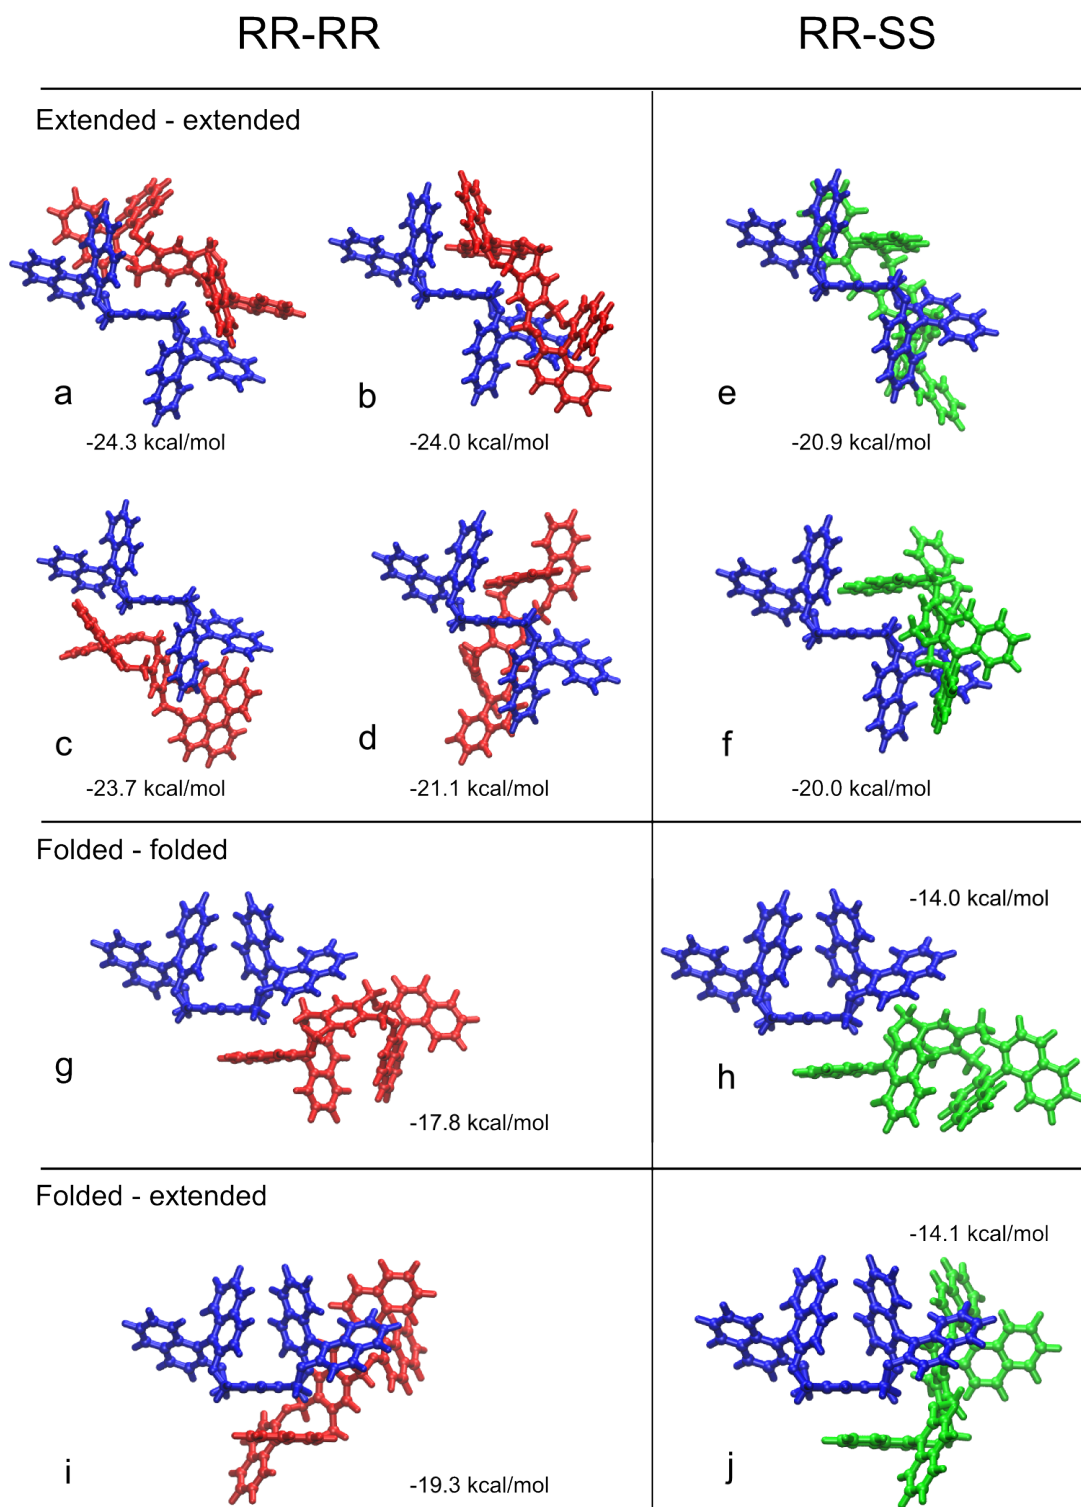 RR-RR RR-SS
Extended - extended
a
b
e
-24.3 kcal/mol
-24.0 kcal/mol
-20.9 kcal/mol
c
d
f
-23.7 kcal/mol
-21.1 kcal/mol
-20.0 kcal/mol
Folded - folded
-14.0 kcal/mol
g
h
-17.8 kcal/mol
Folded - extended
-14.1 kcal/mol
i
j
-19.3 kcal/mol